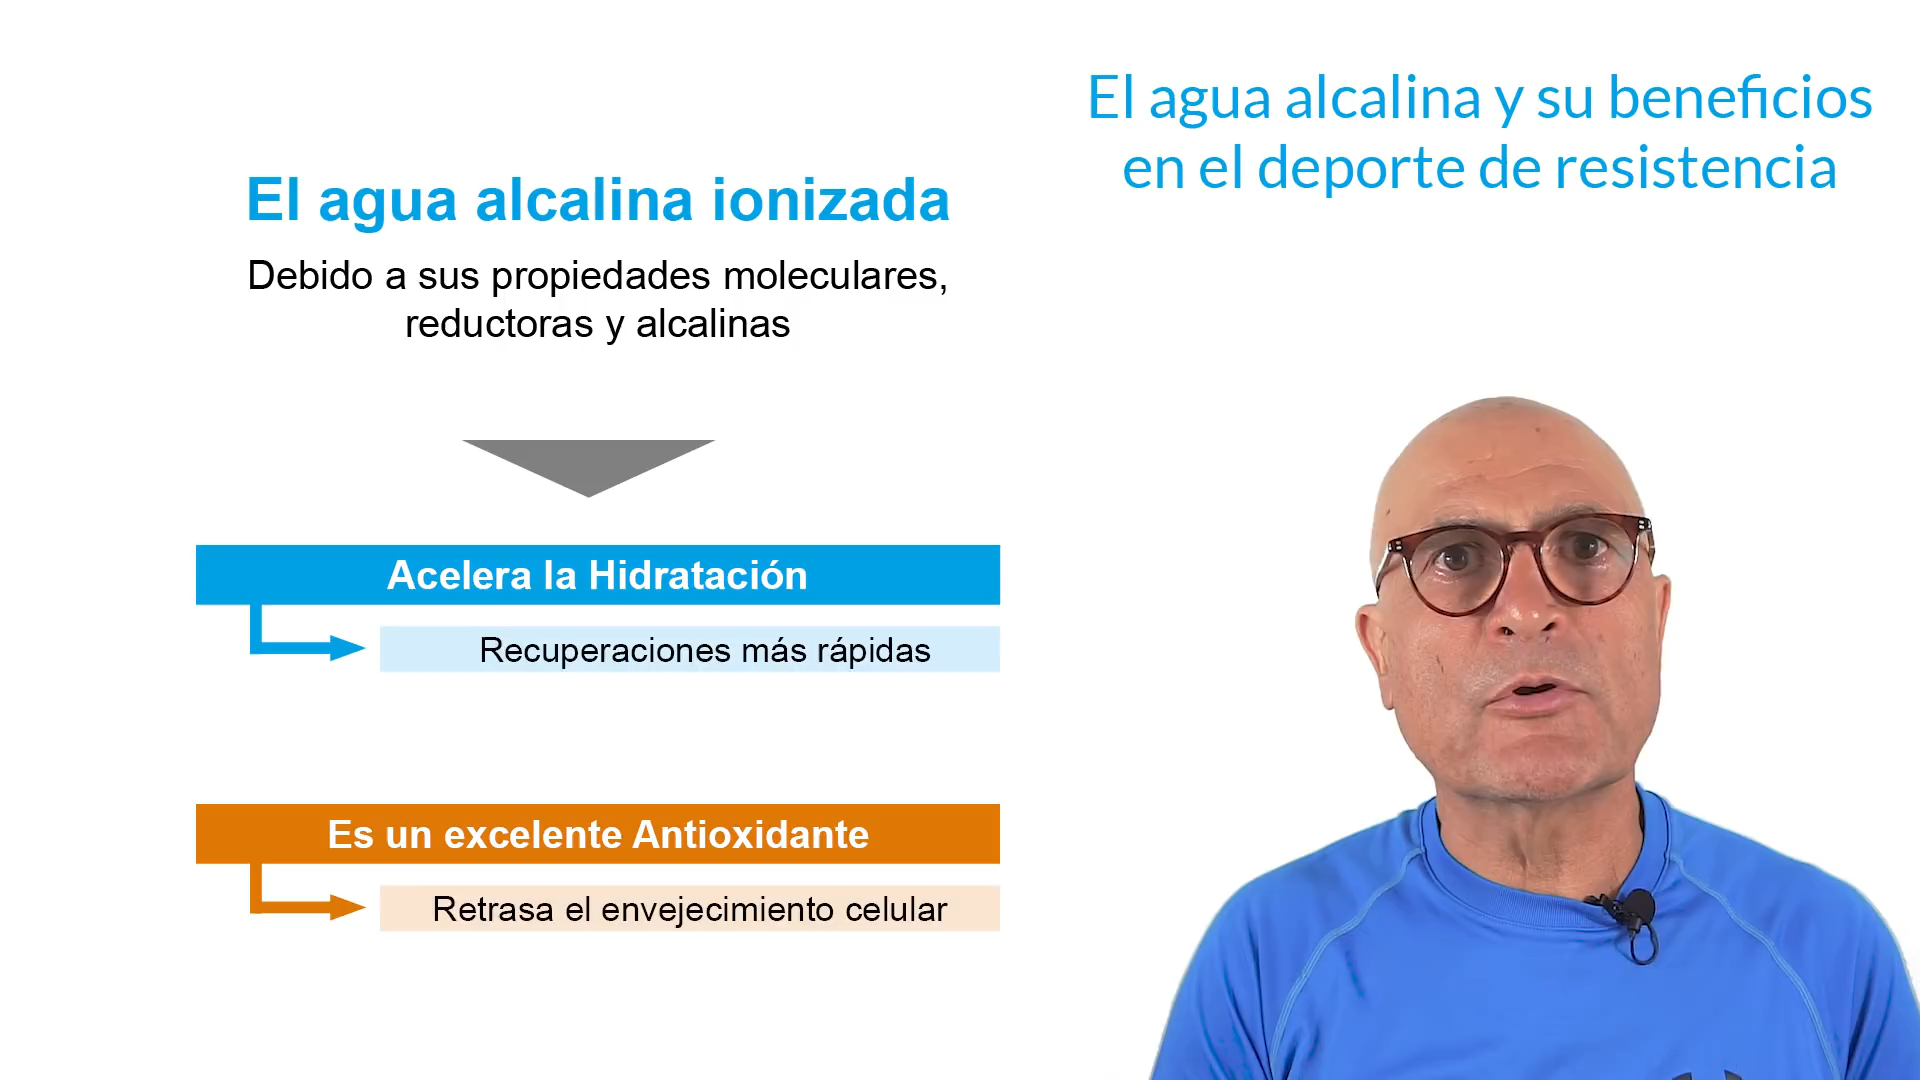 El agua alcalina y su beneficios
en el deporte de resistencia
El agua alcalina ionizada
Debido a sus propiedades moleculares,
reductoras y alcalinas
Acelera la Hidratación
Recuperaciones más rápidas
Es un excelente Antioxidante
Retrasa el envejecimiento celular